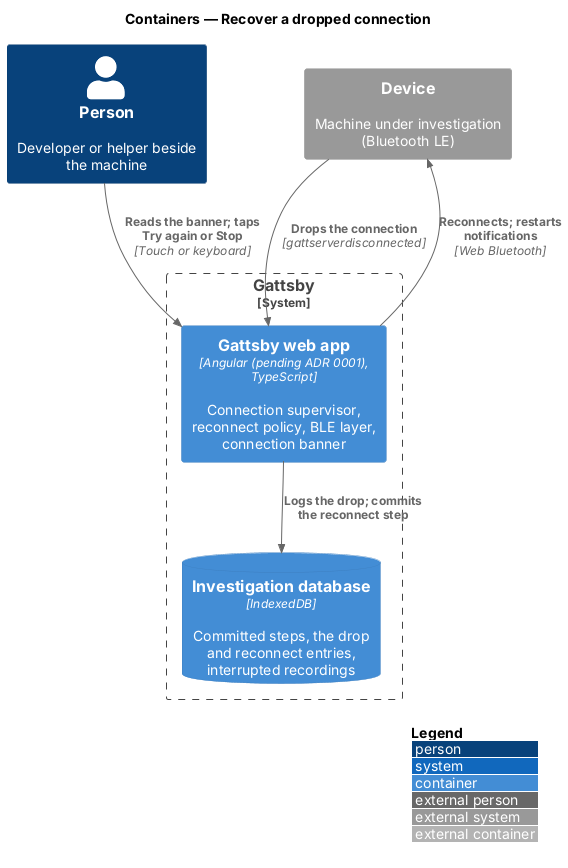 Containers — Recover a dropped connection
Person
Developer or helper beside
the machine
Device
Machine under investigation
(Bluetooth LE)
Reads the banner; taps
Try again or Stop
[Touch or keyboard]
Drops the connection
[gattserverdisconnected]
Reconnects; restarts
notifications
[Web Bluetooth]
Gattsby
[System]
Gattsby web app
[Angular (pending ADR 0001),
TypeScript]
Connection supervisor,
reconnect policy, BLE layer,
connection banner
Logs the drop; commits
the reconnect step
Investigation database
[IndexedDB]
Committed steps, the drop
and reconnect entries,
interrupted recordings
Legend
person
system
container
external person
external system
external container